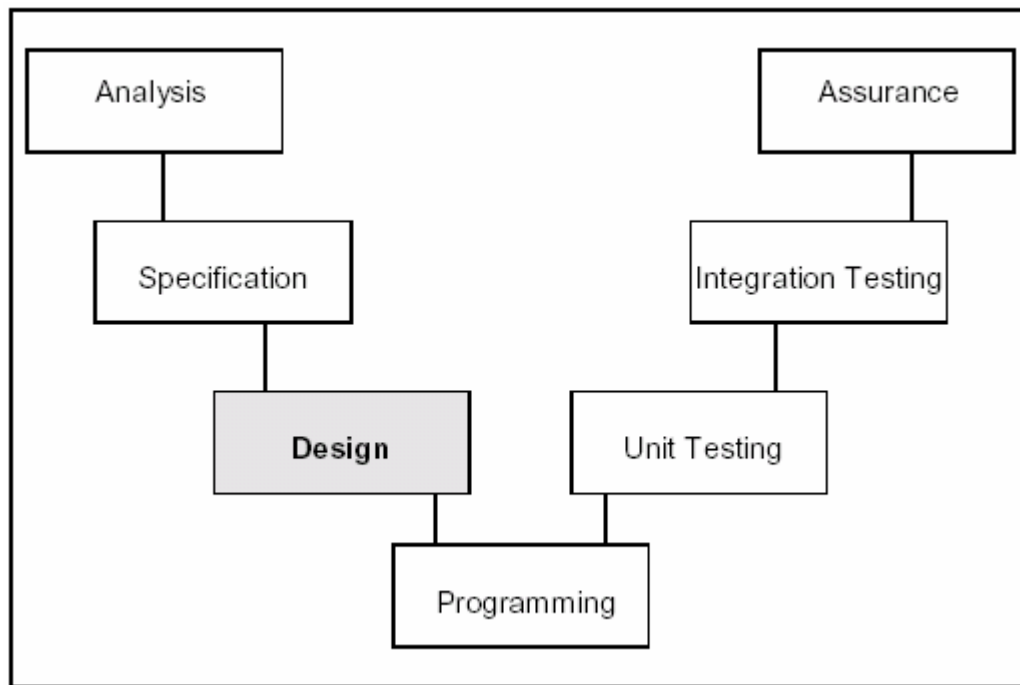 Analysis
Assurance
Specification
Integration Testing
Design
Unit Testing
Programming